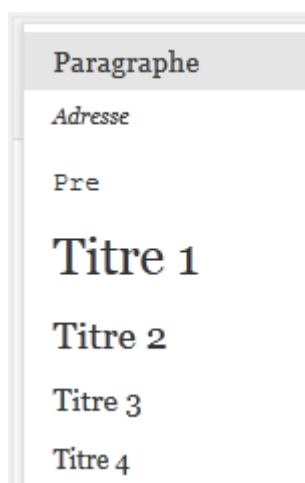 Paragraphe
Adresse
Pre
Titre 1
Titre 2
Titre 3
Titre 4